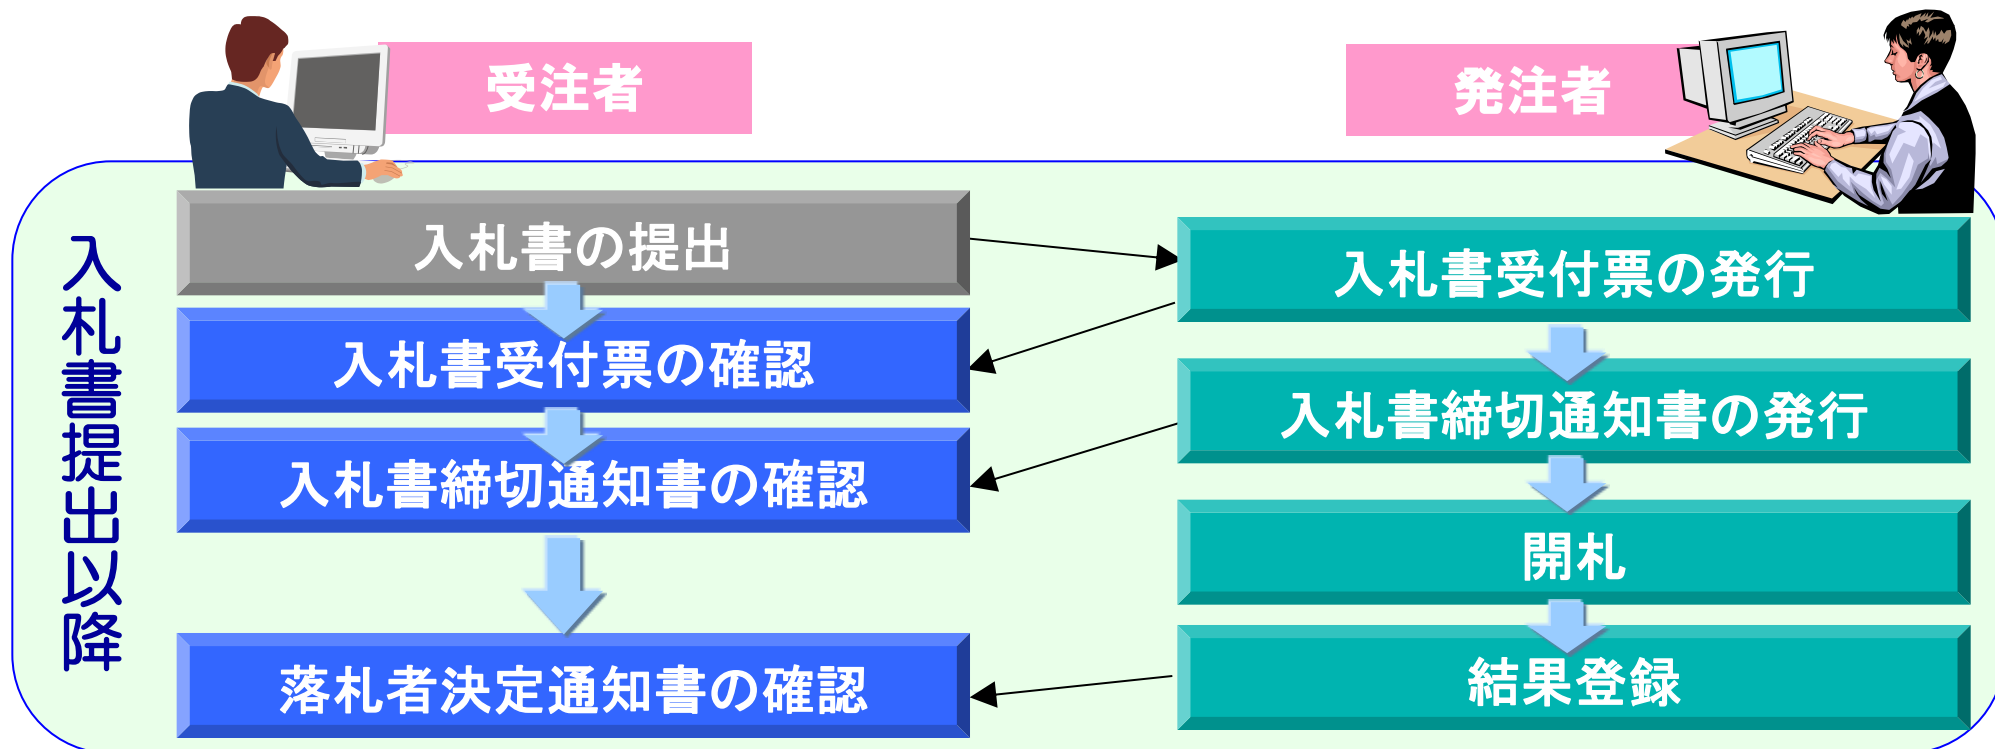 受注者
発注者
入札書提出以降
入札書の提出
入札書受付票の確認
入札書締切通知書の確認
落札者決定通知書の確認
入札書受付票の発行
入札書締切通知書の発行
開札
結果登録